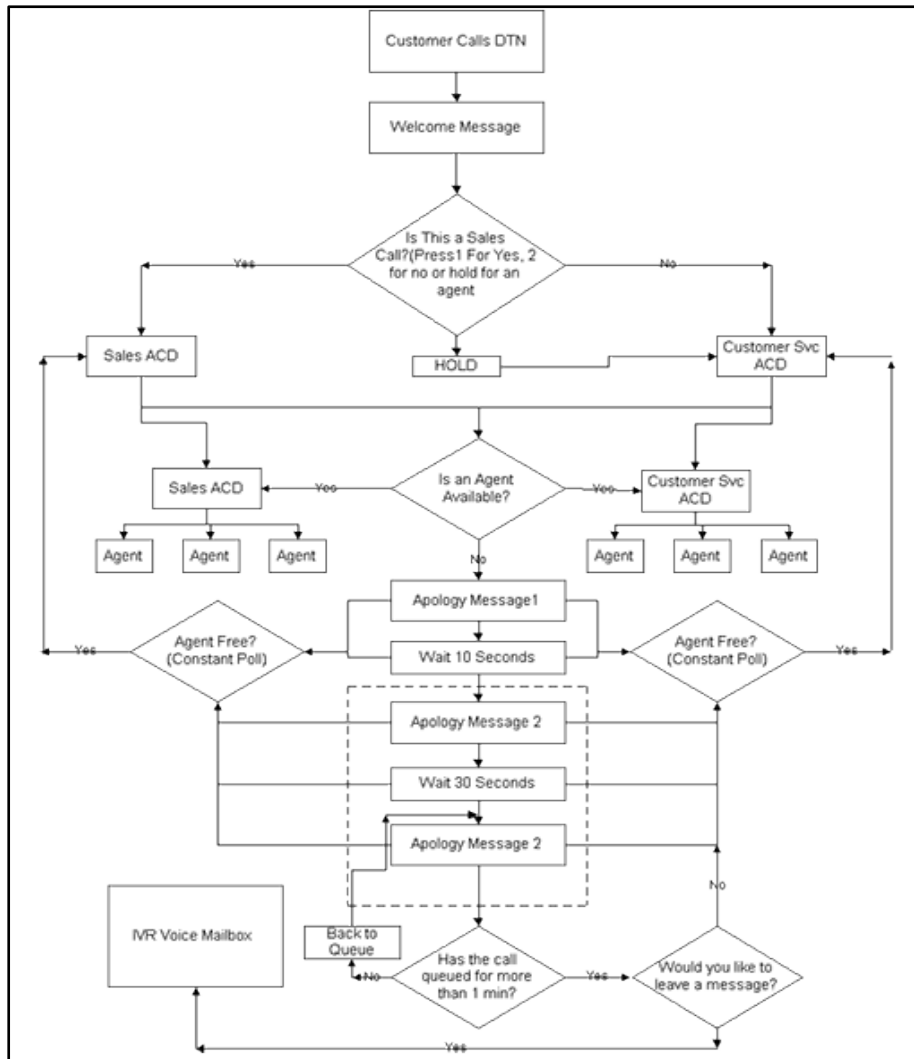 Customer Calls DTN
Welcome Message
Is This a Sales
Call?(Press1 For Yes, 2
for no or hold for an
agent
Yes
No
Sales ACD
HOLD
Customer Svc
ACD
Is an Agent
Available?
Yes
Yes
Sales ACD
Customer Svc
ACD
Agent
Agent
Agent
Agent
Agent
Agent
No
Apology Message1
Agent Free?
(Constant Poll)
Yes
Wait 10 Seconds
Agent Free?
(Constant Poll)
Yes
Apology Message 2
Wait 30 Seconds
Apology Message 2
No
IVR Voice Mailbox
Back to
Queue
No
Has the call
queued for more
than 1 min?
Yes
Would you like to
leave a message?
Yes